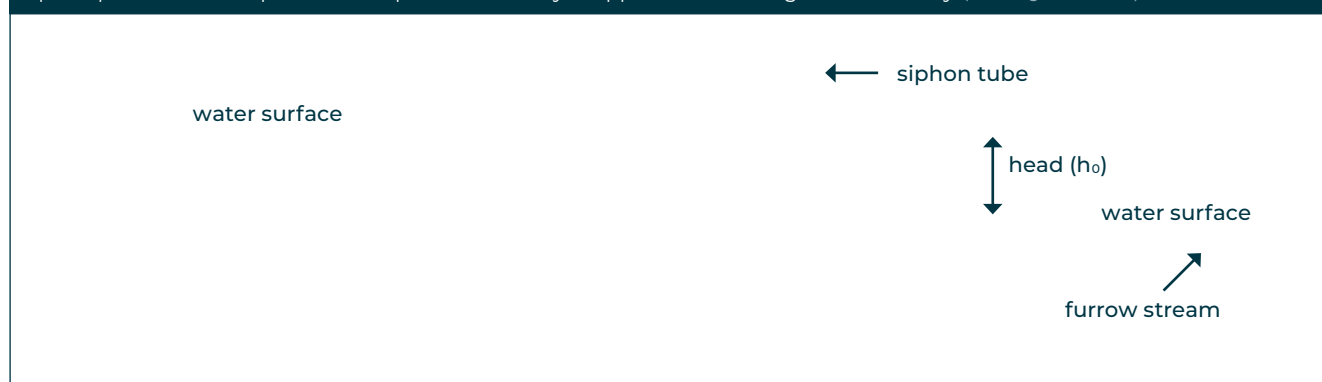 siphon tube
water surface
head (h₀)
water surface
furrow stream